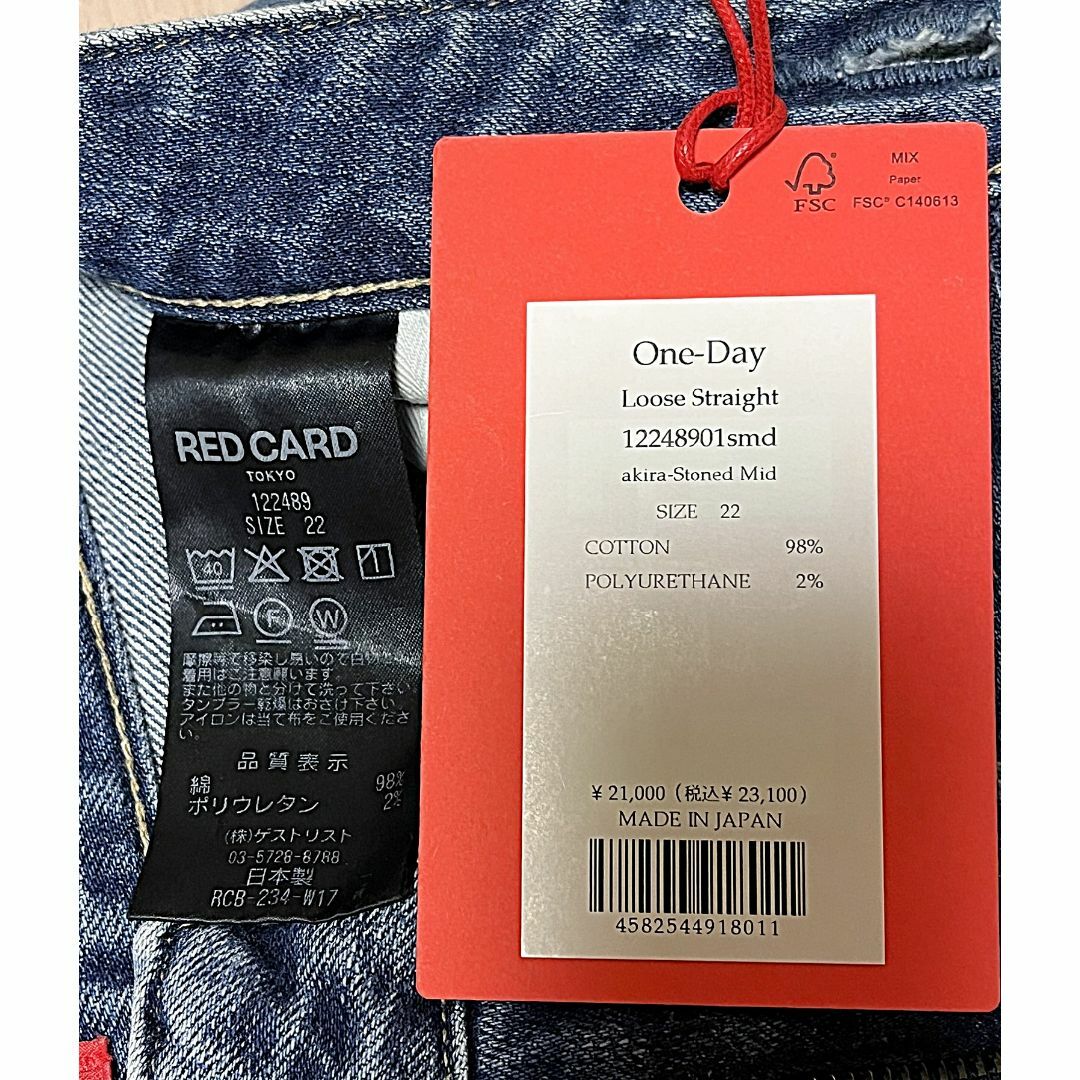 RED CARD
TOKYO
122489
SIZE 22
40
F
W
摩擦等で移染し易いので白物
着用はご注意願います。
また他の物と分けて洗って下さい
タンブラー乾燥はおさけ下さい
アイロンは当て布をご使用くださ
い。
品質表示
綿 98%
ポリウレタン 2%
(株)ゲストリスト
03-5728-8788
日本製
RCB-234-W17
FSC
MIX
Paper
FSC® C140613
One-Day
Loose Straight
12248901smd
akira-Stoned Mid
SIZE 22
COTTON 98%
POLYURETHANE 2%
¥ 21,000 (税込¥ 23,100)
MADE IN JAPAN
4582544918011